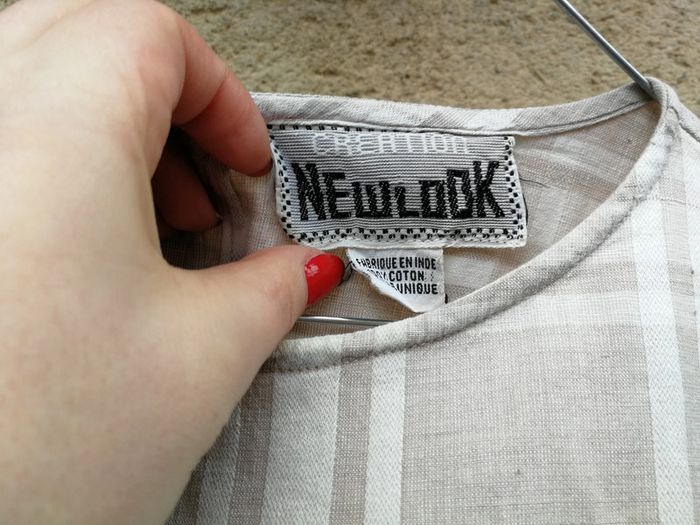 CREATION
NEWLOOK
FABRIQUE EN INDE
COTON
UNIQUE